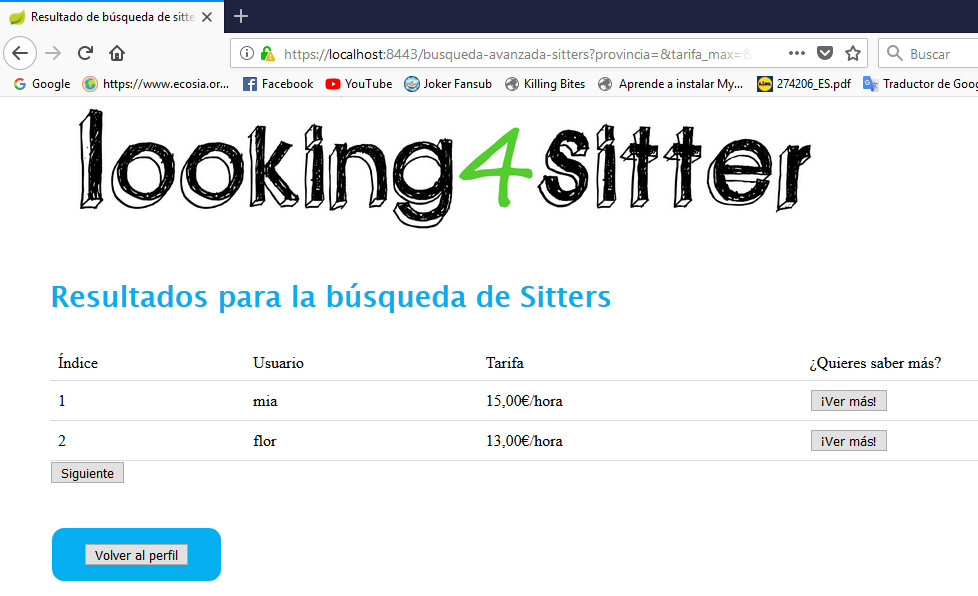 Resultado de búsqueda de sitte
https://localhost:8443/busqueda-avanzada-sitters?provincia=&tarifa_max=&
Buscar
Google https://www.ecosia.or... Facebook YouTube Joker Fansub Killing Bites Aprende a instalar My... 274206_ES.pdf Traductor de Goog
looking4sitter
Resultados para la búsqueda de Sitters
Índice Usuario Tarifa ¿Quieres saber más?
1 mia 15,00€/hora ¡Ver más!
2 flor 13,00€/hora ¡Ver más!
Siguiente
Volver al perfil